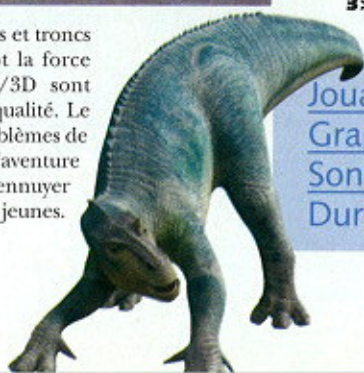 s et troncs
t la force
/3D sont
qualité. Le
blèmes de
aventure
ennuyer
jeunes.
Joua
Gra
Son
Dur